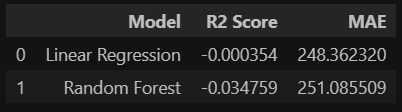 Model R2 Score MAE
0 Linear Regression -0.000354 248.362320
1 Random Forest -0.034759 251.085509